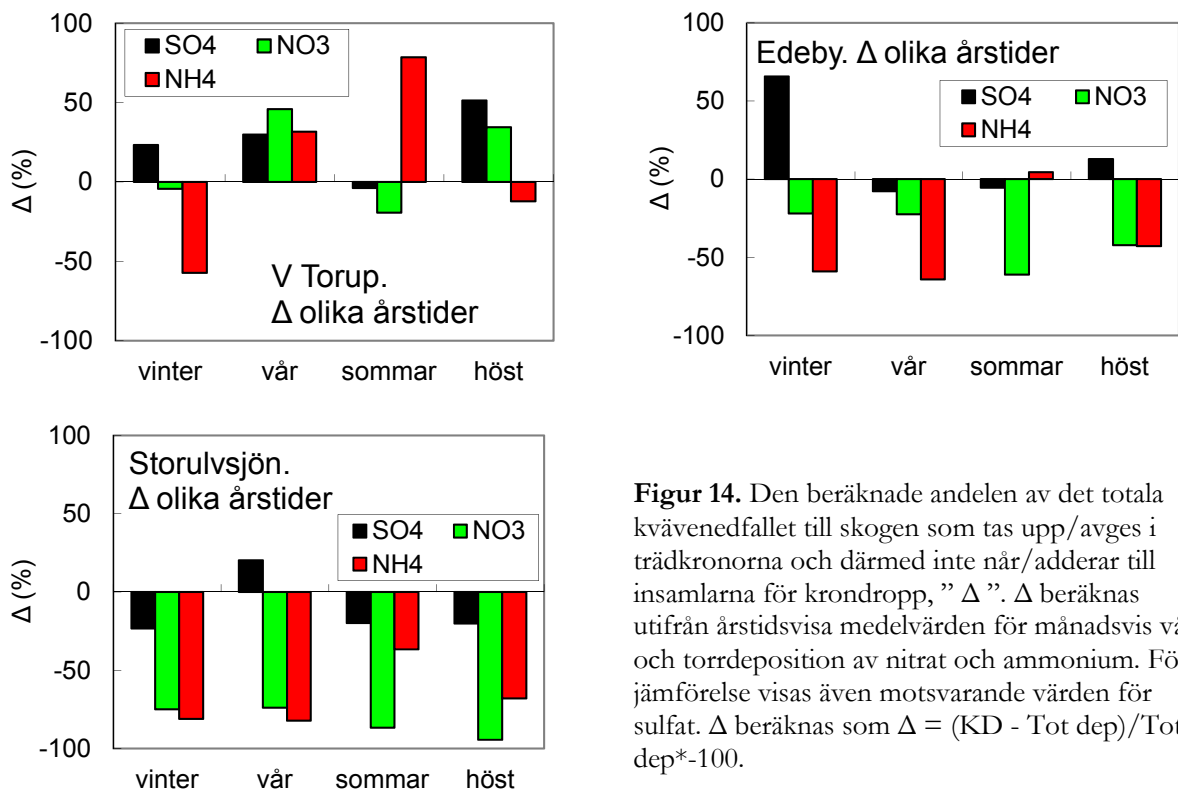 100
50
0
-50
-100
Δ (%)
SO4 NO3
NH4
V Torup.
Δ olika årstider
vinter vår sommar höst
100
50
0
-50
-100
Δ (%)
Edeby. Δ olika årstider
SO4 NO3
NH4
vinter vår sommar höst
100
50
0
-50
-100
Δ (%)
Storulvsjön.
Δ olika årstider
SO4 NO3
NH4
vinter vår sommar höst
Figur 14. Den beräknade andelen av det totala
kvävenedfallet till skogen som tas upp/avges i
trädkronorna och därmed inte når/adderar till
insamlarna för krondropp, ” Δ ”. Δ beräknas
utifrån årstidsvisa medelvärden för månadsvis
och torrdeposition av nitrat och ammonium.
jämförelse visas även motsvarande värden för
sulfat. Δ beräknas som Δ = (KD - Tot dep)/Tot
dep*-100.